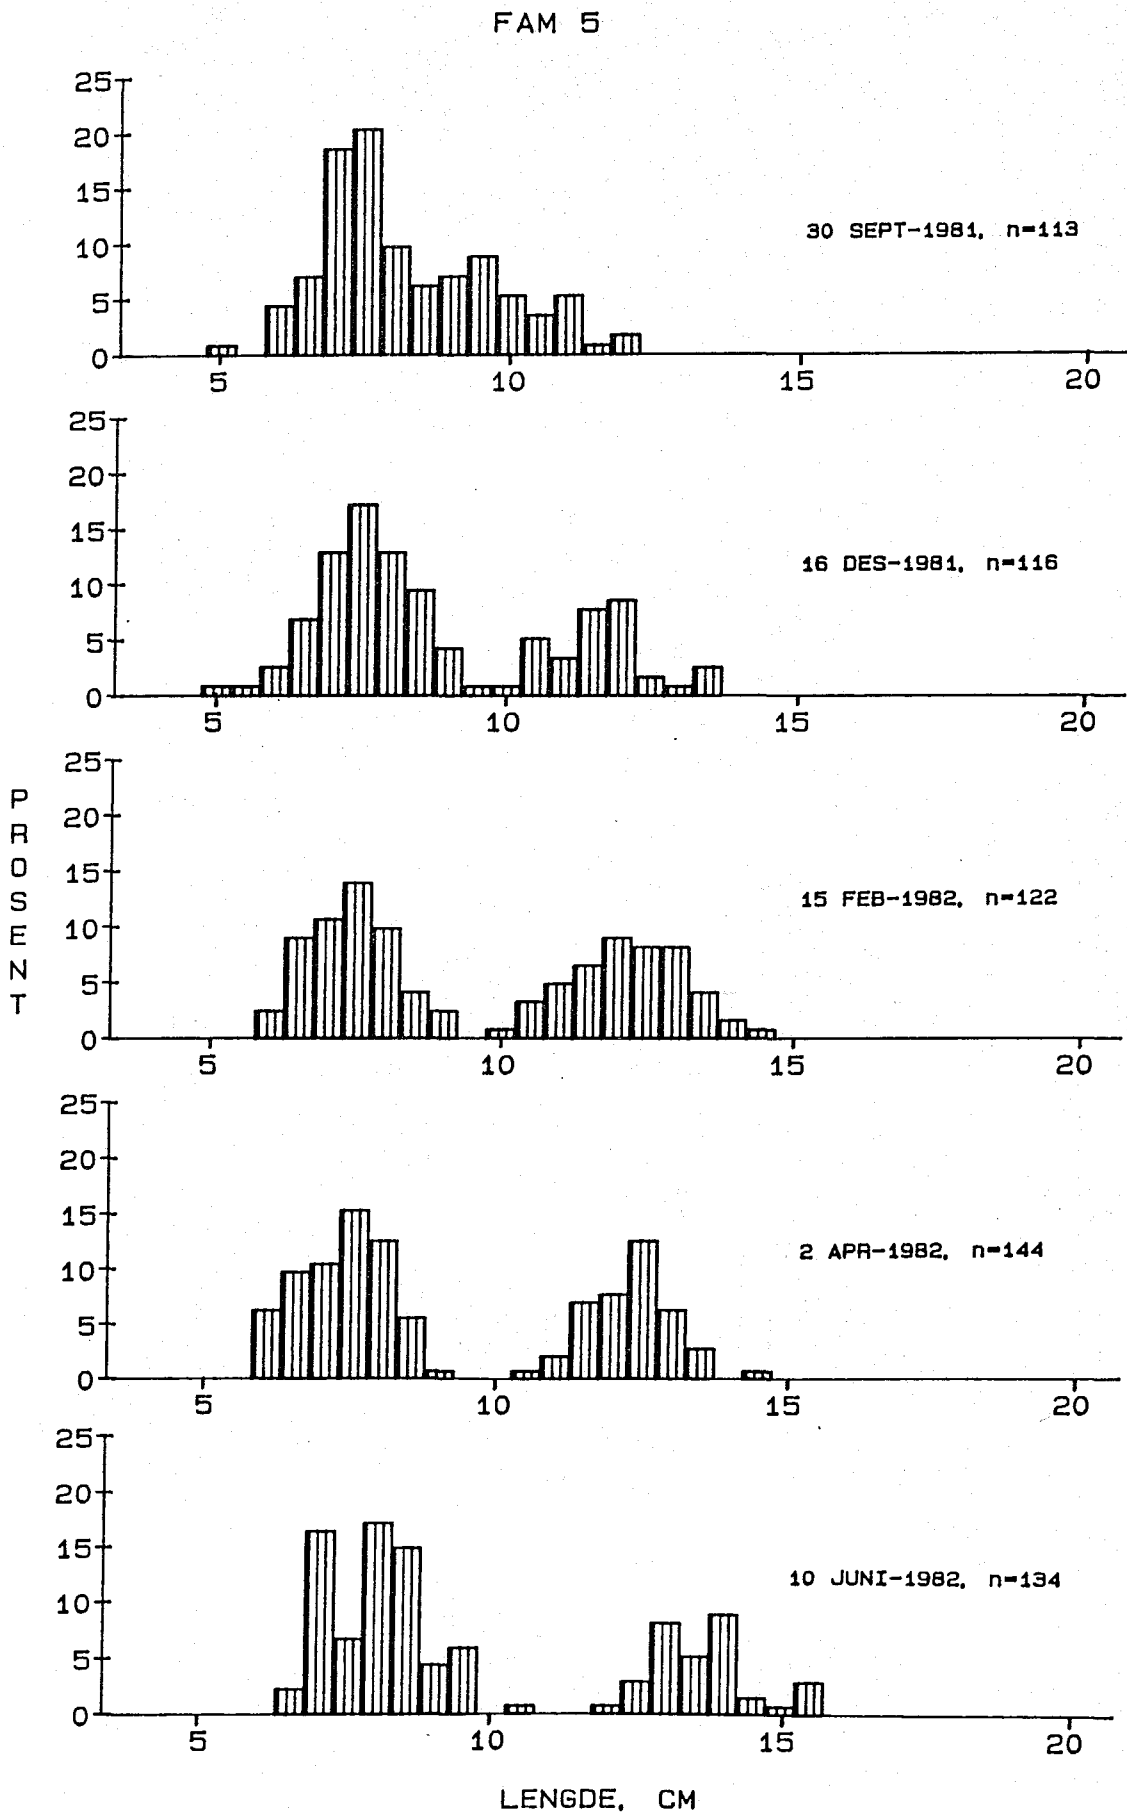 FAM 5
25
20
15
10
5
0
30 SEPT-1981, n=113
5 10 15 20
25
20
15
10
5
0
16 DES-1981, n=116
5 10 15 20
PROSENT
25
20
15
10
5
0
15 FEB-1982, n=122
5 10 15 20
25
20
15
10
5
0
2 APR-1982, n=144
5 10 15 20
25
20
15
10
5
0
10 JUNI-1982, n=134
5 10 15 20
LENGDE, CM